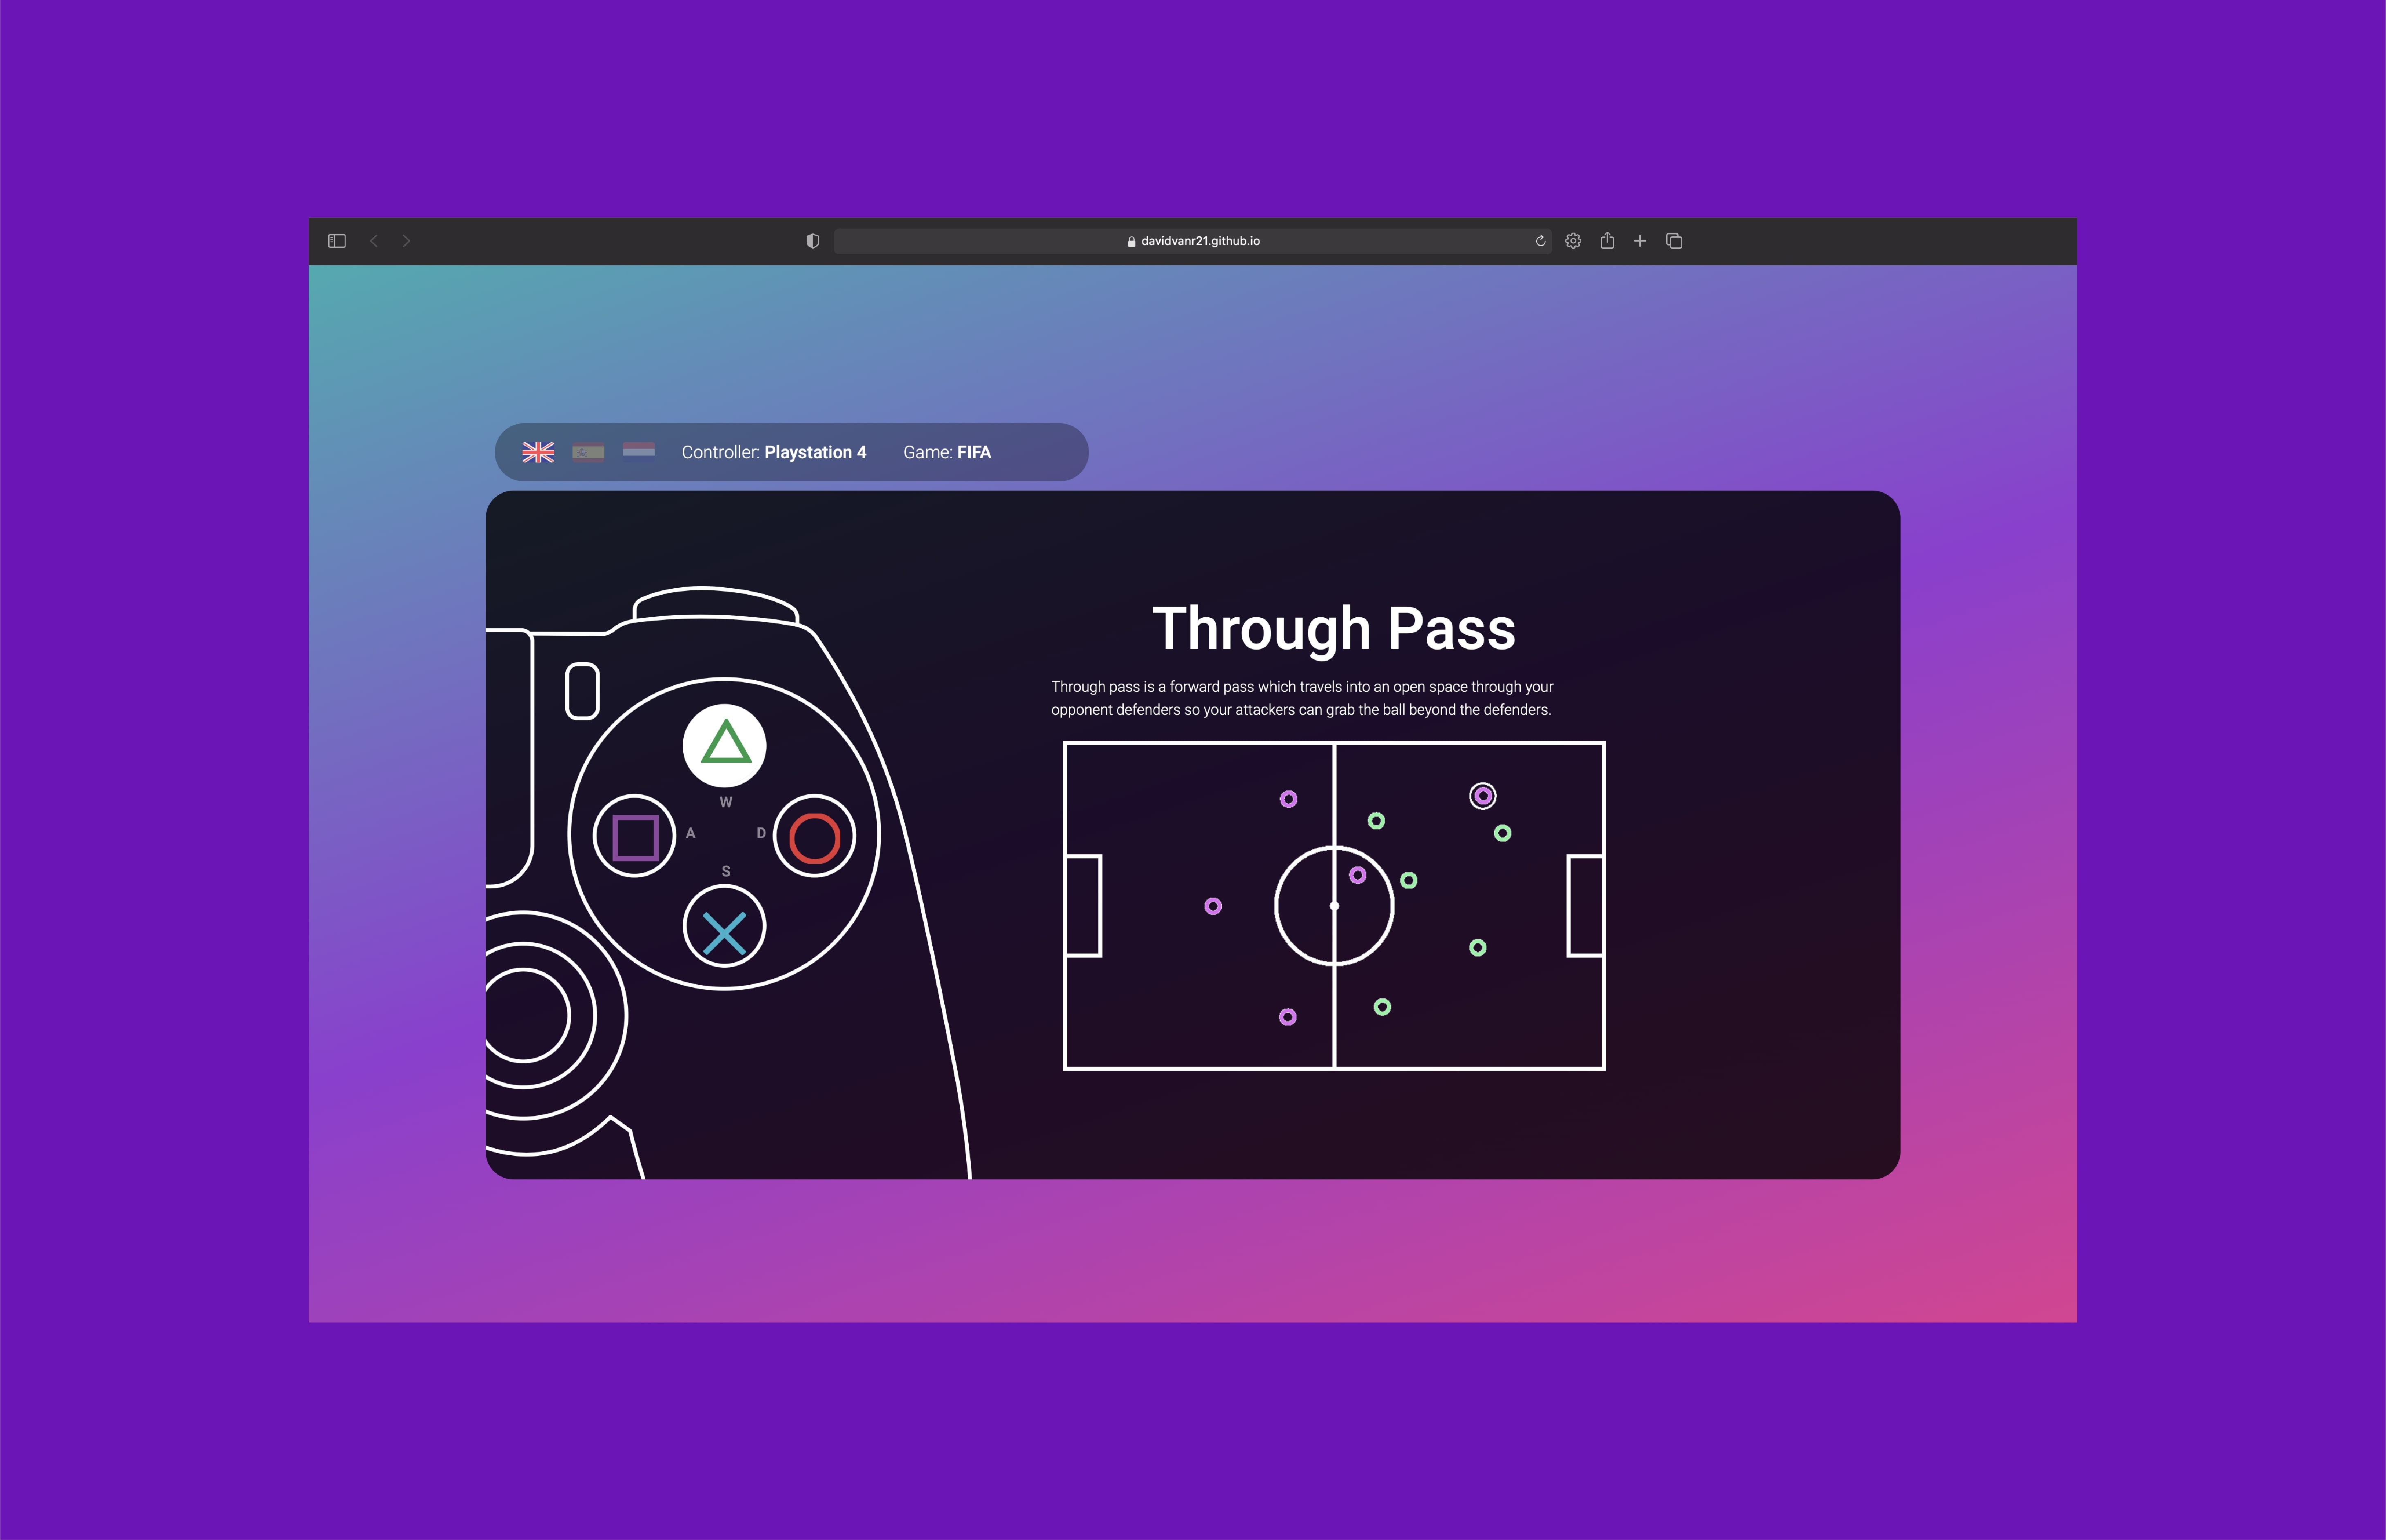 davidvanr21.github.io
Controller: Playstation 4 Game: FIFA
Through Pass
Through pass is a forward pass which travels into an open space through your
opponent defenders so your attackers can grab the ball beyond the defenders.
W
A D
S